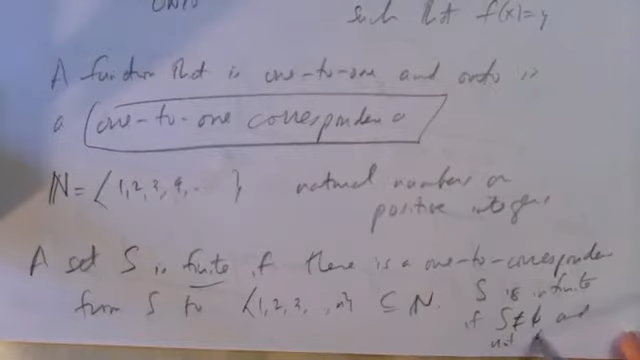 ONTO
such that f(x)=y
A function that is one-to-one and onto is
a one-to-one correspondence
N = {1,2,3,4,..} natural numbers or
positive integers
A set S is finite if there is a one-to-correspondence
from S to {1,2,3,..,n} ⊆ N. S is infinite
if S ≠ ∅ and
not